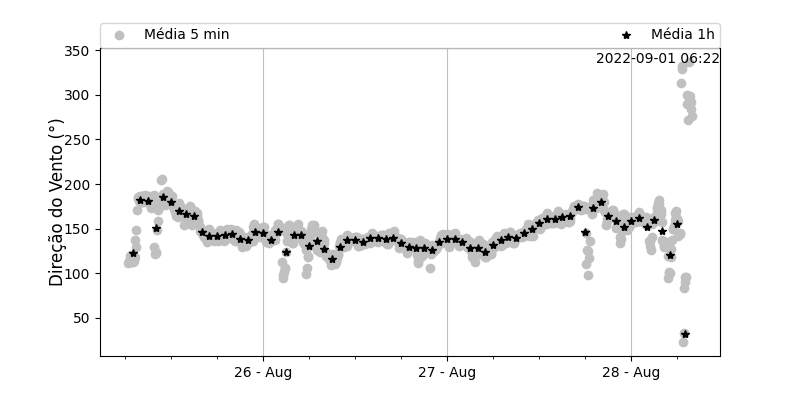 Média 5 min
Média 1h
2022-09-01 06:22
Direção do Vento (°)
350
300
250
200
150
100
50
26 - Aug
27 - Aug
28 - Aug